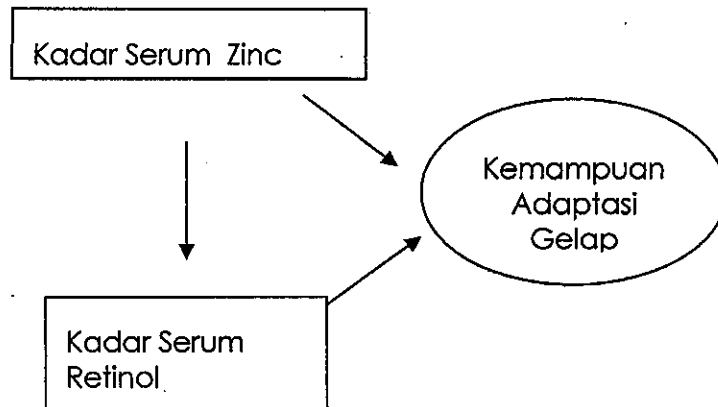 Kadar Serum Zinc
Kemampuan
Adaptasi
Gelap
Kadar Serum
Retinol